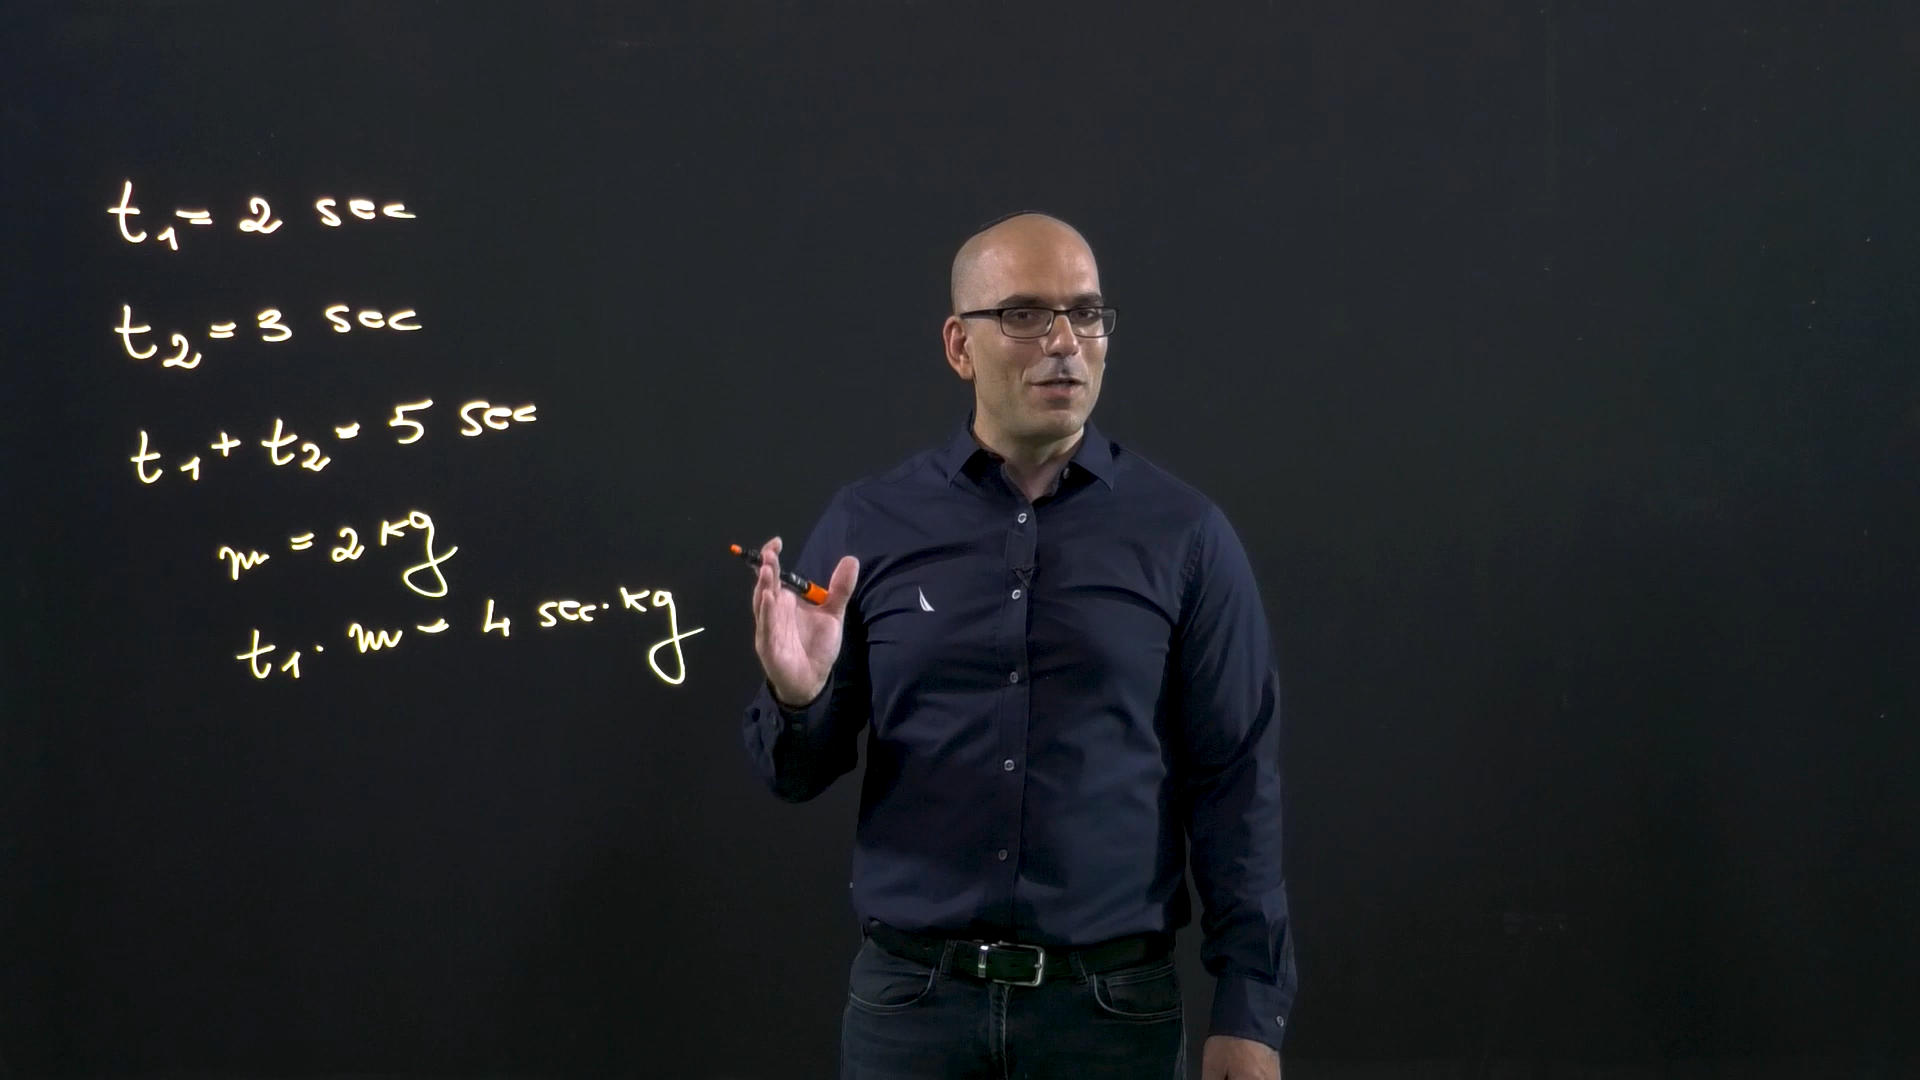 t₁ = 2 sec
t₂ = 3 sec
t₁ + t₂ = 5 sec
m = 2 kg
t₁ · m = 4 sec · kg